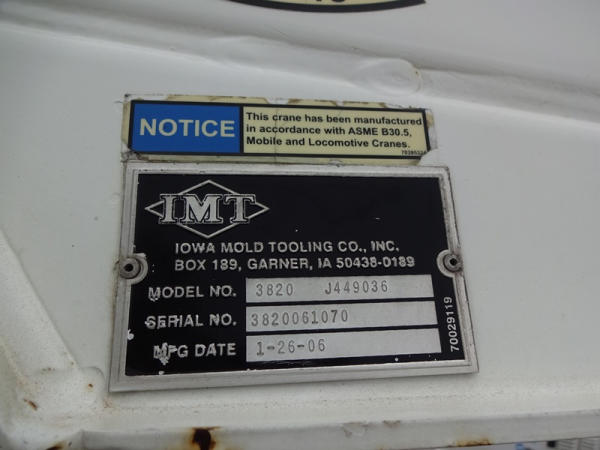 NOTICE
This crane has been manufactured
in accordance with ASME B30.5,
Mobile and Locomotive Cranes.
IMT
IOWA MOLD TOOLING CO., INC.
BOX 189, GARNER, IA 50438-0189
MODEL NO. 3820 J449036
SERIAL NO. 3820061070
MFG DATE 1-26-06
70029119